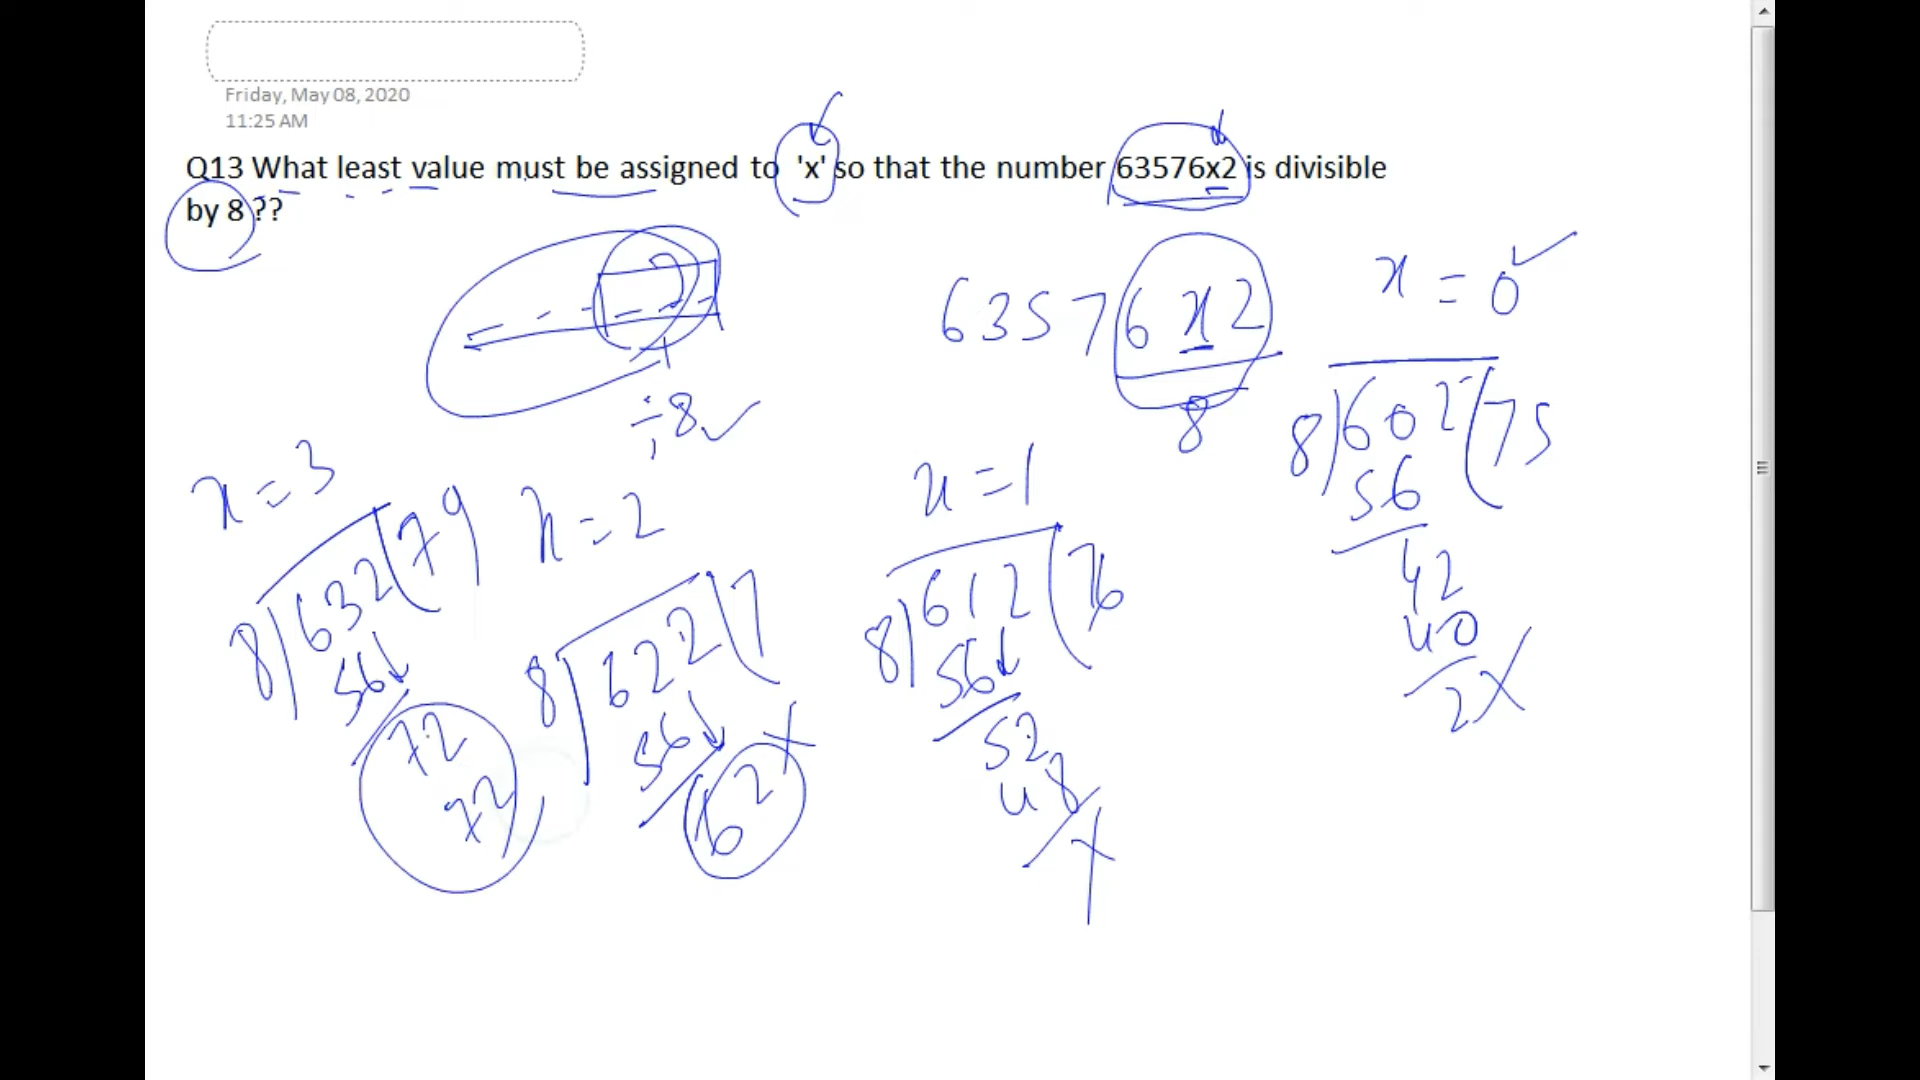 Friday, May 08, 2020
11:25 AM
Q13 What least value must be assigned to 'x' so that the number 63576x2 is divisible
by 8 ??
÷8
63576x2
8
x = 0
8)602(75
56
42
40
2X
x = 1
8)612(76
56
52
48
X
x = 2
8)622(7
56
62 X
x = 3
8)632(79
56
72
72